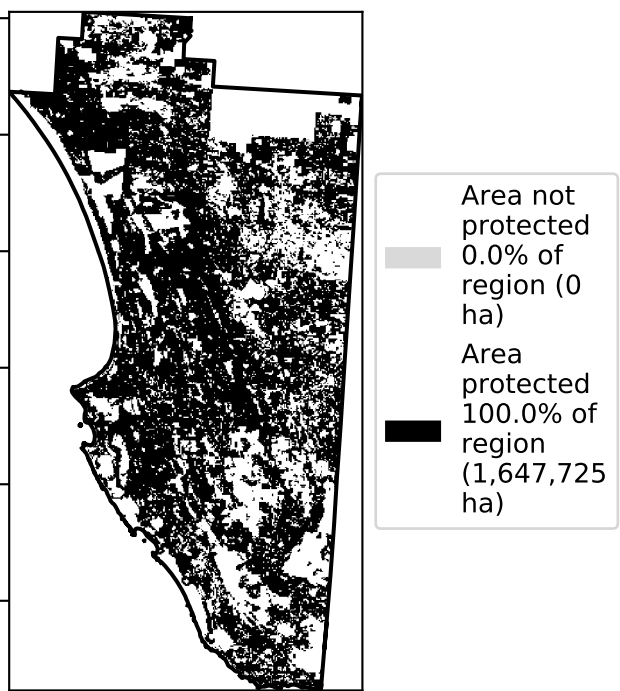 Area not
protected
0.0% of
region (0
ha)
Area
protected
100.0% of
region
(1,647,725
ha)